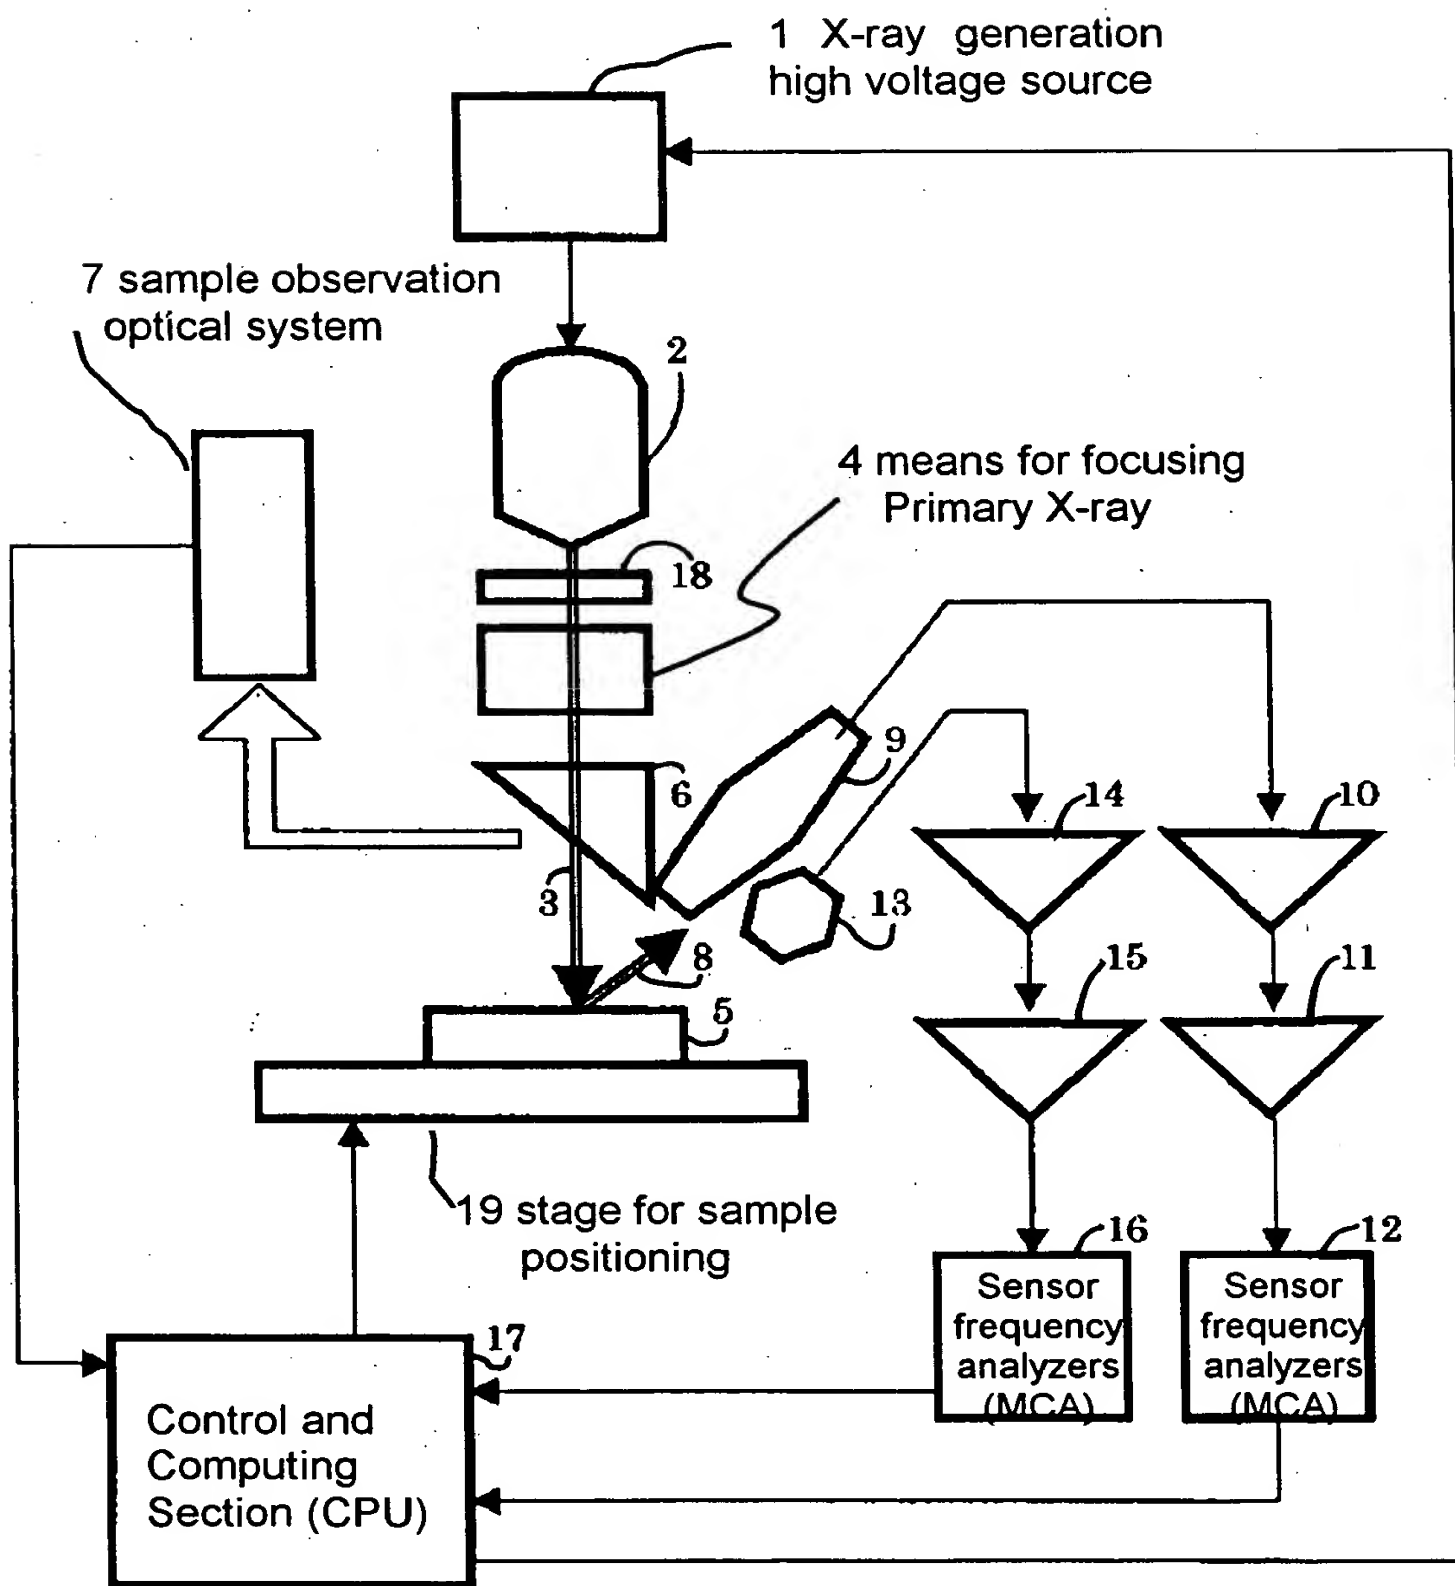 1 X-ray generation
high voltage source
7 sample observation
optical system
2
4 means for focusing
Primary X-ray
18
9
6
14
10
3
13
8
15
11
5
19 stage for sample
positioning
16
12
Sensor
frequency
analyzers
(MCA)
Sensor
frequency
analyzers
(MCA)
17
Control and
Computing
Section (CPU)